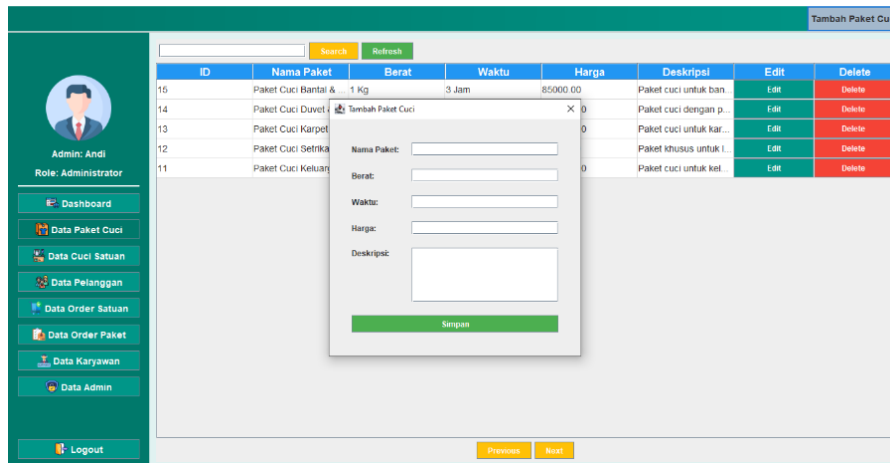 Tambah Paket Cu
Search Refresh
ID Nama Paket Berat Waktu Harga Deskripsi Edit Delete
15 Paket Cuci Bantal & ... 1 Kg 3 Jam 85000.00 Paket cuci untuk ban... Edit Delete
14 Paket Cuci Duvet 0 Paket cuci dengan p... Edit Delete
13 Paket Cuci Karpet 0 Paket cuci untuk kar... Edit Delete
12 Paket Cuci Setrika Paket khusus untuk l... Edit Delete
11 Paket Cuci Keluar 0 Paket cuci untuk kel... Edit Delete
Tambah Paket Cuci
Nama Paket:
Berat:
Waktu:
Harga:
Deskripsi:
Simpan
Admin: Andi
Role: Administrator
Dashboard
Data Paket Cuci
Data Cuci Satuan
Data Pelanggan
Data Order Satuan
Data Order Paket
Data Karyawan
Data Admin
Logout
Previous Next